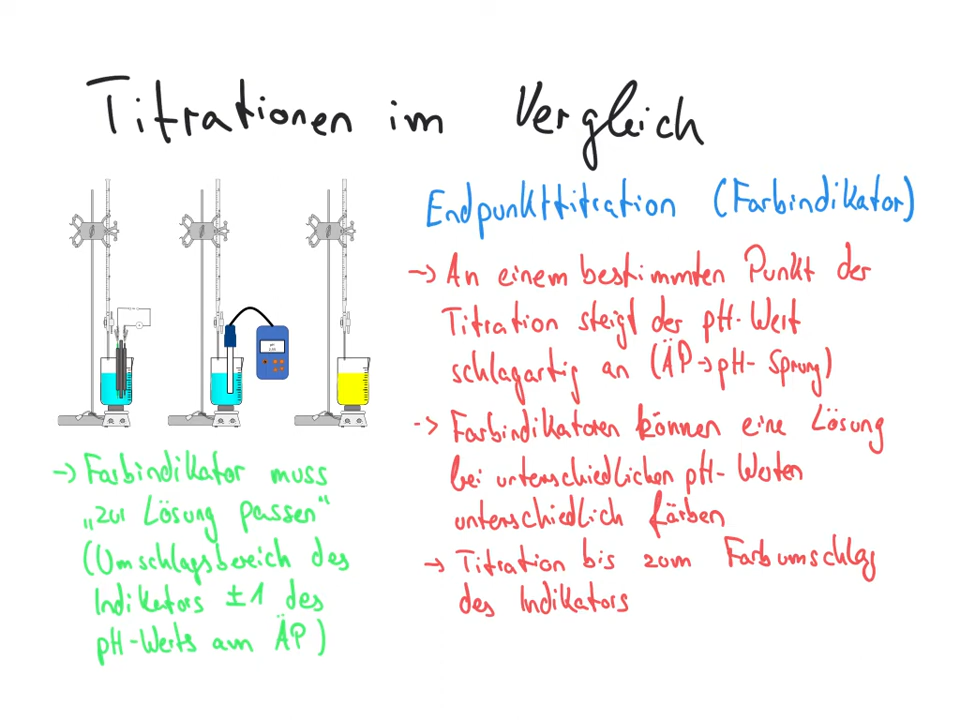 Titrationen im Vergleich
Endpunkttitration (Farbindikator)
→ An einem bestimmten Punkt der
Titration steigt der pH-Wert
schlagartig an (ÄP→pH-Sprung)
→ Farbindikatoren können eine Lösung
bei unterschiedlichen pH-Werten
unterschiedlich färben
→ Titration bis zum Farbumschlag
des Indikators
→ Farbindikator muss
„zur Lösung passen“
(Umschlagsbereich des
Indikators ±1 des
pH-Werts am ÄP)